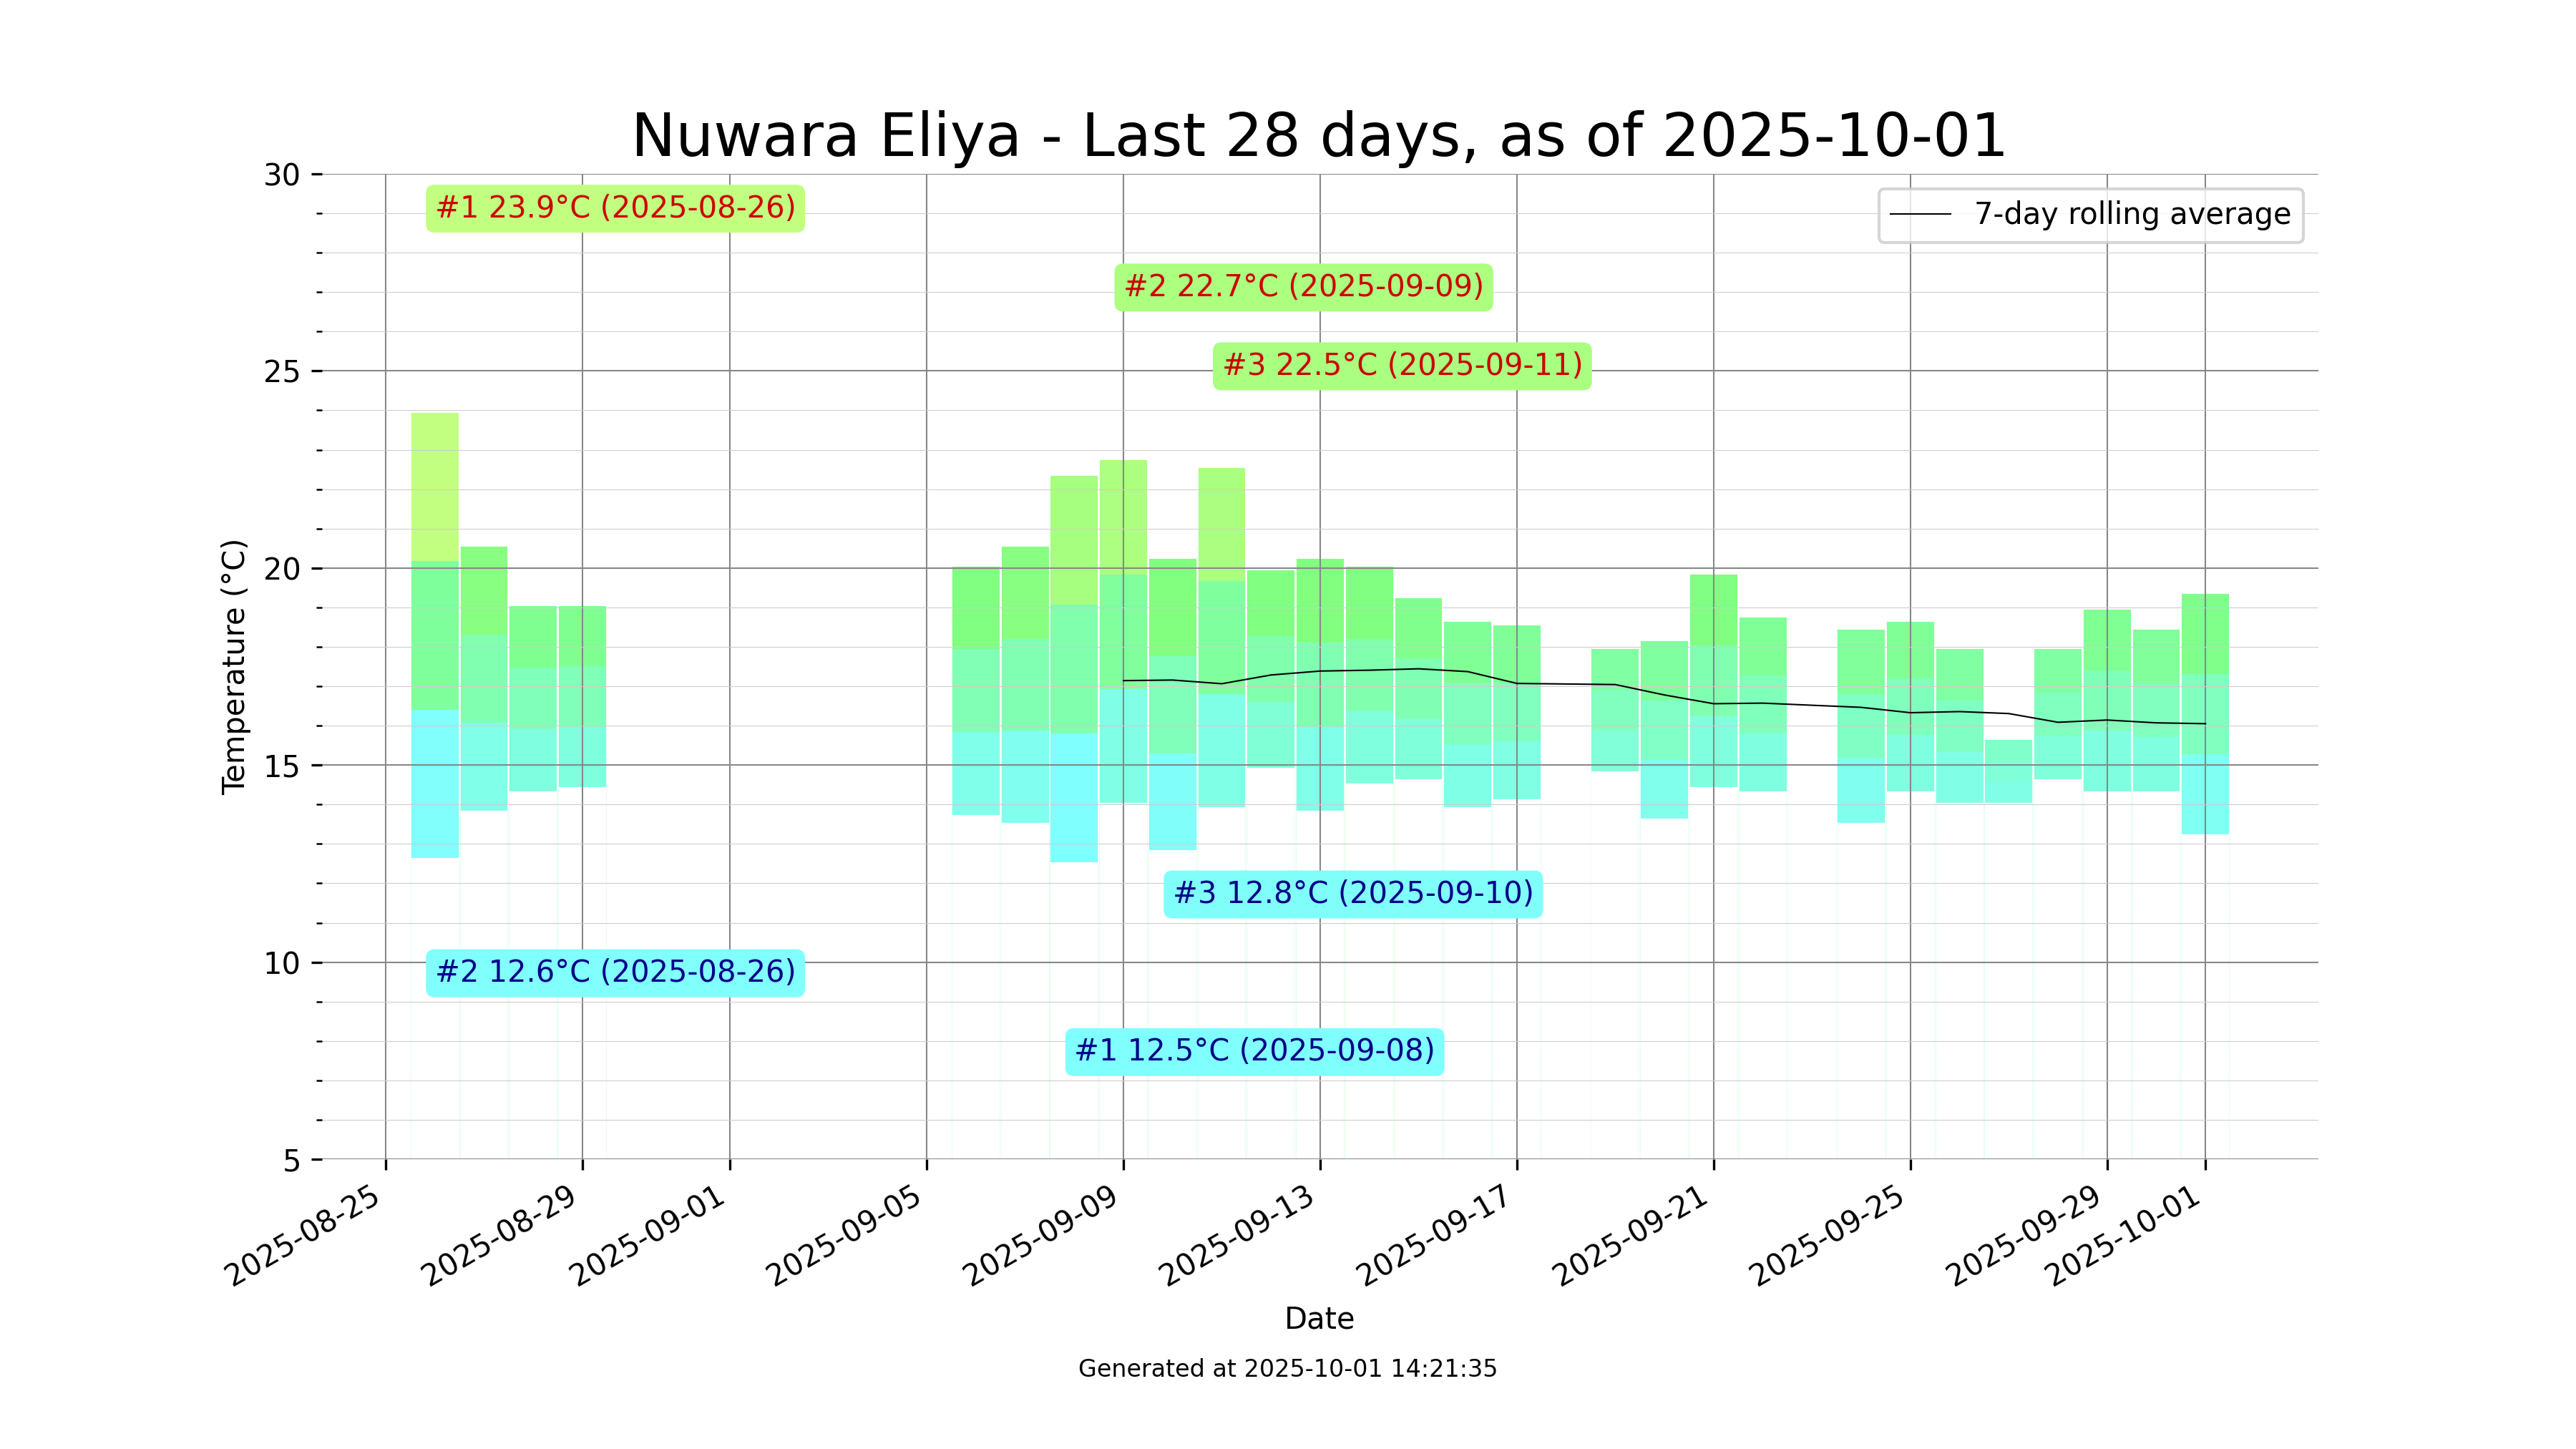 Nuwara Eliya - Last 28 days, as of 2025-10-01
30
#1 23.9°C (2025-08-26)
7-day rolling average
#2 22.7°C (2025-09-09)
#3 22.5°C (2025-09-11)
25
20
Temperature (°C)
15
#3 12.8°C (2025-09-10)
10
#2 12.6°C (2025-08-26)
#1 12.5°C (2025-09-08)
5
2025-08-25
2025-08-29
2025-09-01
2025-09-05
2025-09-09
2025-09-13
2025-09-17
2025-09-21
2025-09-25
2025-09-29
2025-10-01
Date
Generated at 2025-10-01 14:21:35